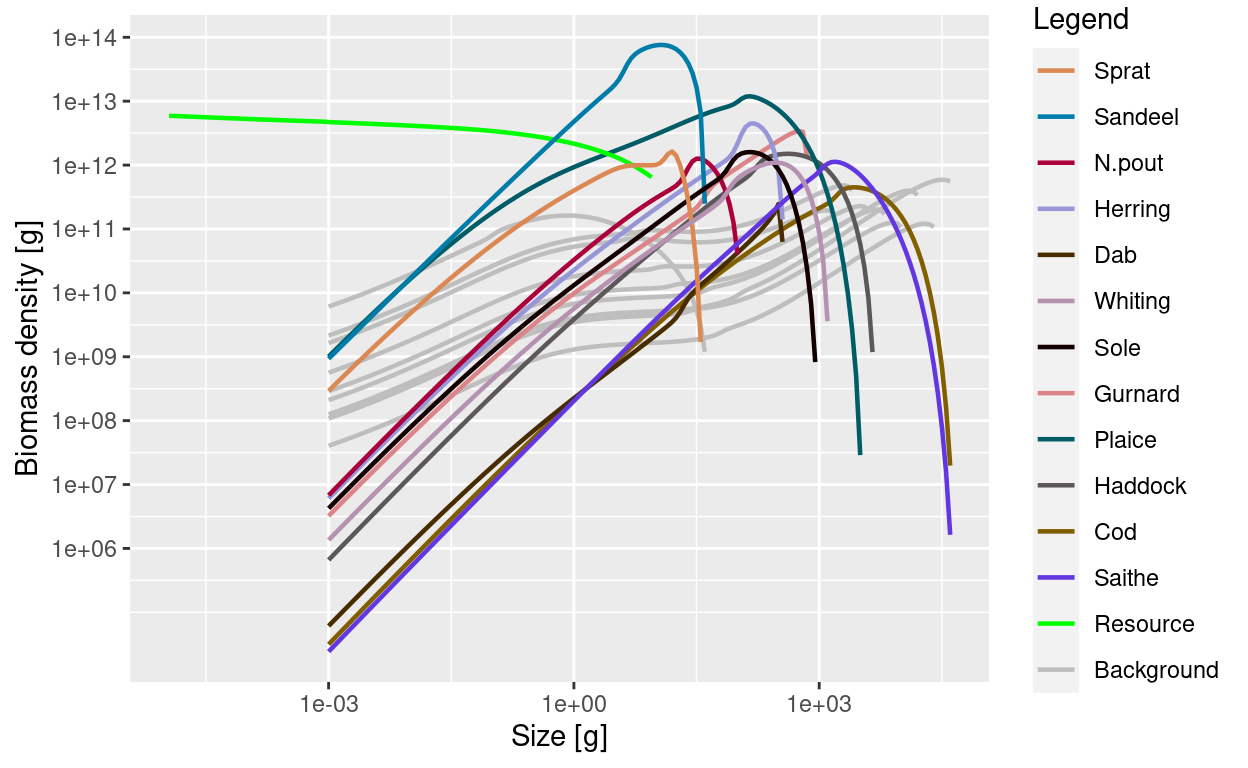 Biomass density [g]
1e+14
1e+13
1e+12
1e+11
1e+10
1e+09
1e+08
1e+07
1e+06
1e-03 1e+00 1e+03
Size [g]
Legend
Sprat
Sandeel
N.pout
Herring
Dab
Whiting
Sole
Gurnard
Plaice
Haddock
Cod
Saithe
Resource
Background